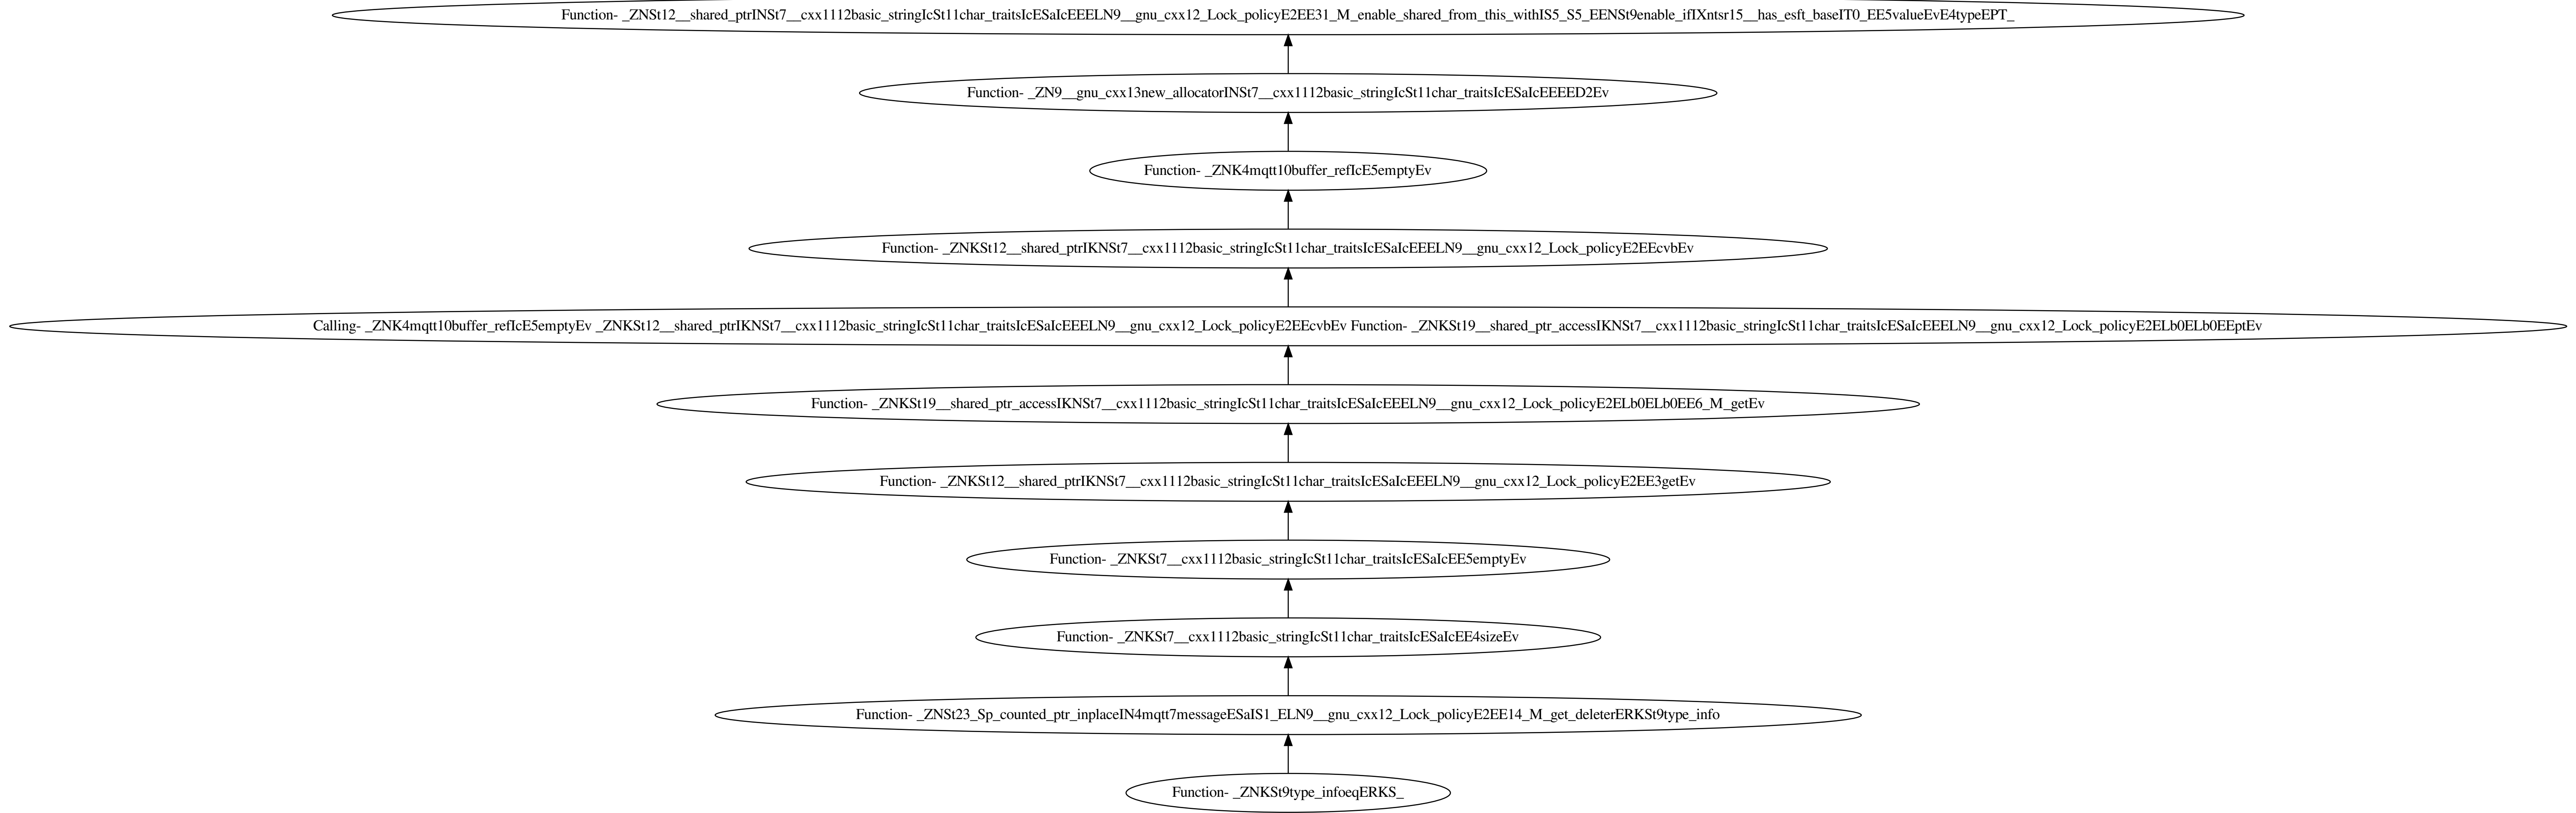 Function- _ZNSt12__shared_ptrINSt7__cxx1112basic_stringIcSt11char_traitsIcESaIcEEELN9__gnu_cxx12_Lock_policyE2EE31_M_enable_shared_from_this_withIS5_S5_EENSt9enable_ifIXntsr15__has_esft_baseIT0_EE5valueEvE4typeEPT_
Function- _ZN9__gnu_cxx13new_allocatorINSt7__cxx1112basic_stringIcSt11char_traitsIcESaIcEEEED2Ev
Function- _ZNK4mqtt10buffer_refIcE5emptyEv
Function- _ZNKSt12__shared_ptrIKNSt7__cxx1112basic_stringIcSt11char_traitsIcESaIcEEELN9__gnu_cxx12_Lock_policyE2EEcvbEv
Calling- _ZNK4mqtt10buffer_refIcE5emptyEv _ZNKSt12__shared_ptrIKNSt7__cxx1112basic_stringIcSt11char_traitsIcESaIcEEELN9__gnu_cxx12_Lock_policyE2EEcvbEv Function- _ZNKSt19__shared_ptr_accessIKNSt7__cxx1112basic_stringIcSt11char_traitsIcESaIcEEELN9__gnu_cxx12_Lock_policyE2ELb0ELb0EEptEv
Function- _ZNKSt19__shared_ptr_accessIKNSt7__cxx1112basic_stringIcSt11char_traitsIcESaIcEEELN9__gnu_cxx12_Lock_policyE2ELb0ELb0EE6_M_getEv
Function- _ZNKSt12__shared_ptrIKNSt7__cxx1112basic_stringIcSt11char_traitsIcESaIcEEELN9__gnu_cxx12_Lock_policyE2EE3getEv
Function- _ZNKSt7__cxx1112basic_stringIcSt11char_traitsIcESaIcEE5emptyEv
Function- _ZNKSt7__cxx1112basic_stringIcSt11char_traitsIcESaIcEE4sizeEv
Function- _ZNSt23_Sp_counted_ptr_inplaceIN4mqtt7messageESaIS1_ELN9__gnu_cxx12_Lock_policyE2EE14_M_get_deleterERKSt9type_info
Function- _ZNKSt9type_infoeqERKS_